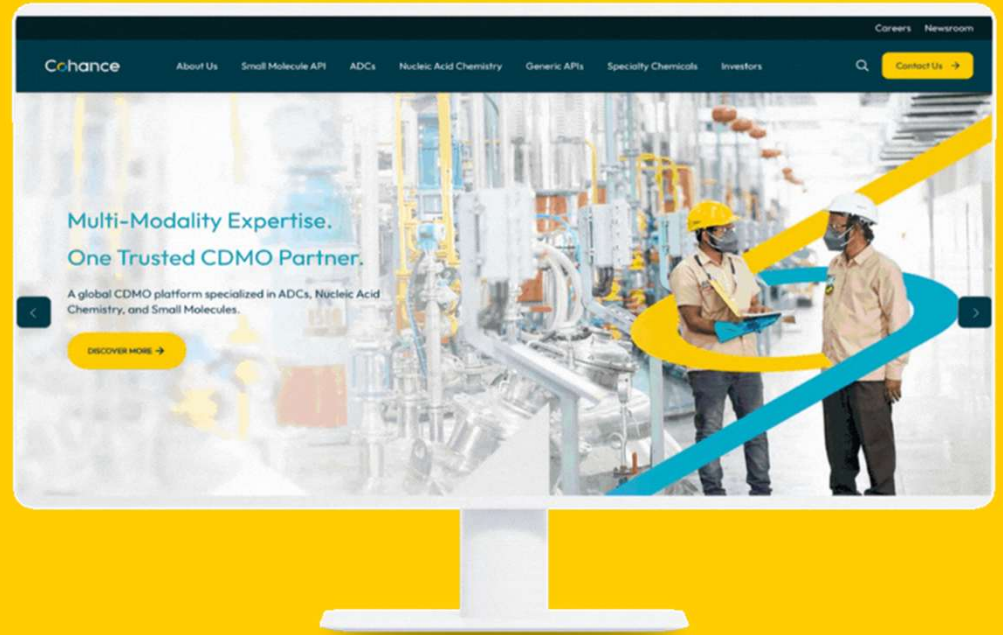 Careers Newsroom
Cohance About Us Small Molecule API ADCs Nucleic Acid Chemistry Generic APIs Specialty Chemicals Investors Contact Us →
Multi-Modality Expertise.
One Trusted CDMO Partner.
A global CDMO platform specialized in ADCs, Nucleic Acid
Chemistry, and Small Molecules.
DISCOVER MORE →